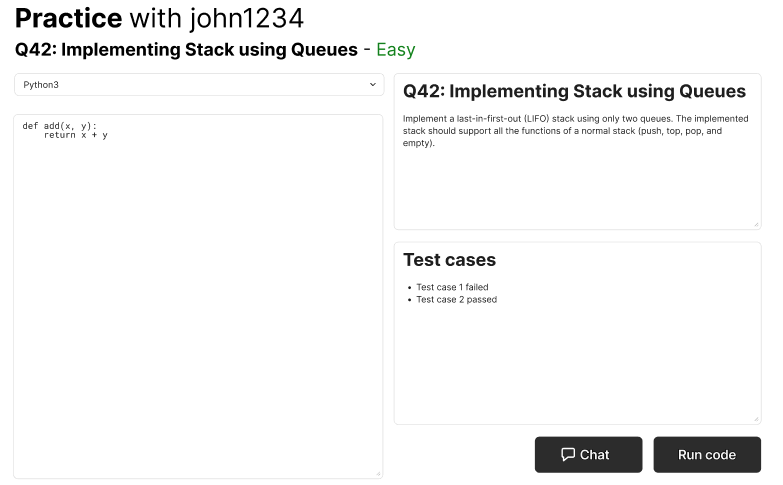 Practice with john1234
Q42: Implementing Stack using Queues - Easy
Python3
def add(x, y):
    return x + y
Q42: Implementing Stack using Queues
Implement a last-in-first-out (LIFO) stack using only two queues. The implemented
stack should support all the functions of a normal stack (push, top, pop, and
empty).
Test cases
• Test case 1 failed
• Test case 2 passed
Chat
Run code